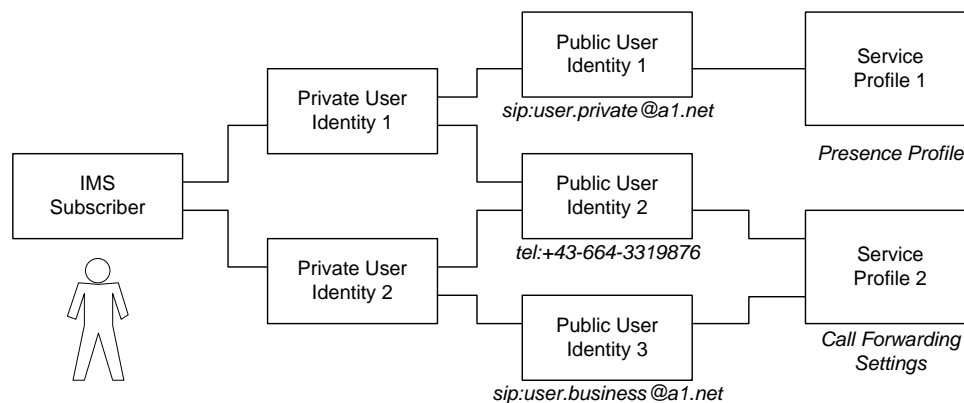 Public User
Identity 1
sip:user.private@a1.net
Service
Profile 1
Presence Profile
Private User
Identity 1
IMS
Subscriber
Public User
Identity 2
tel:+43-664-3319876
Private User
Identity 2
Service
Profile 2
Call Forwarding
Settings
Public User
Identity 3
sip:user.business@a1.net